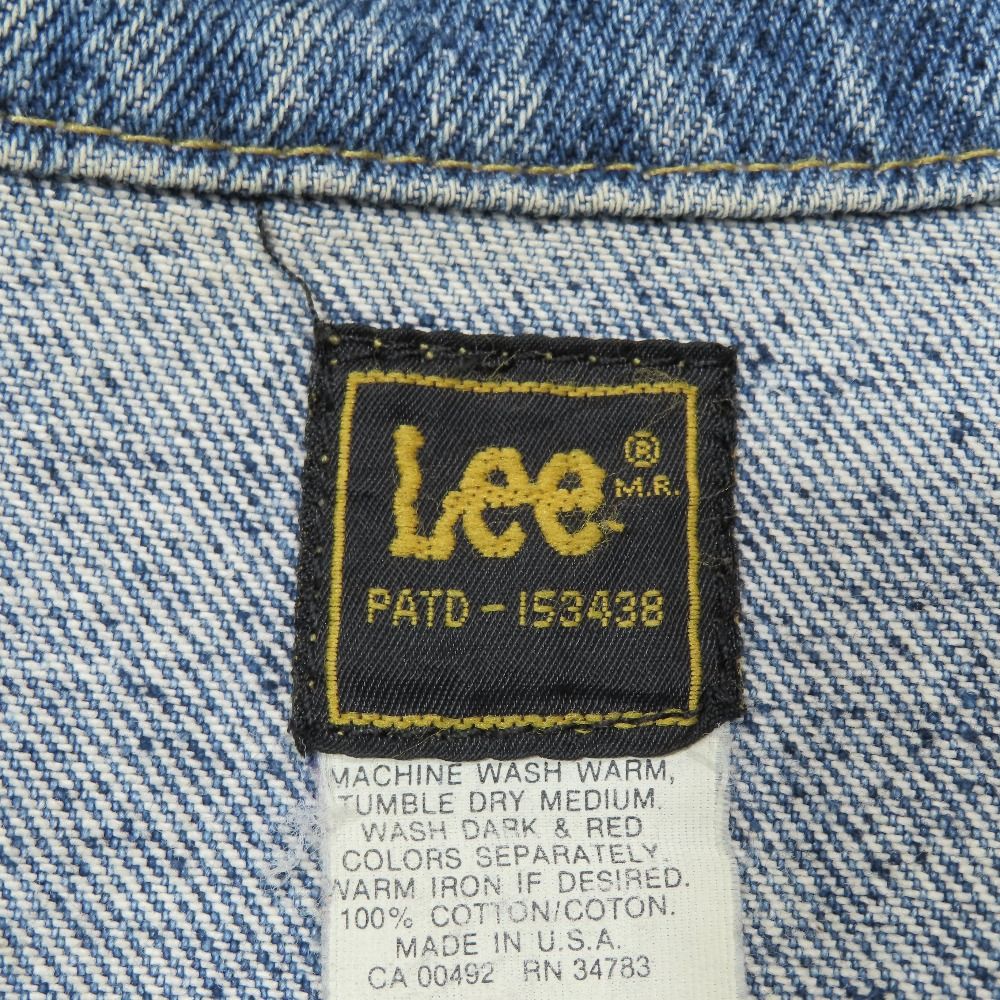 Lee ®
M.R.
PATD-153438
MACHINE WASH WARM,
TUMBLE DRY MEDIUM.
WASH DARK & RED
COLORS SEPARATELY.
WARM IRON IF DESIRED.
100% COTTON/COTON.
MADE IN U.S.A.
CA 00492 RN 34783